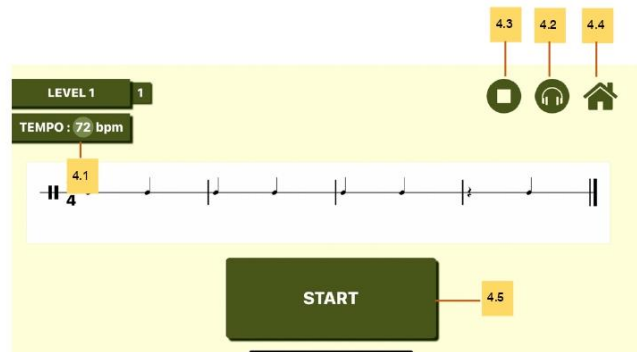 4.3 4.2 4.4
LEVEL 1 1
TEMPO : 72 bpm
4.1
4
START 4.5